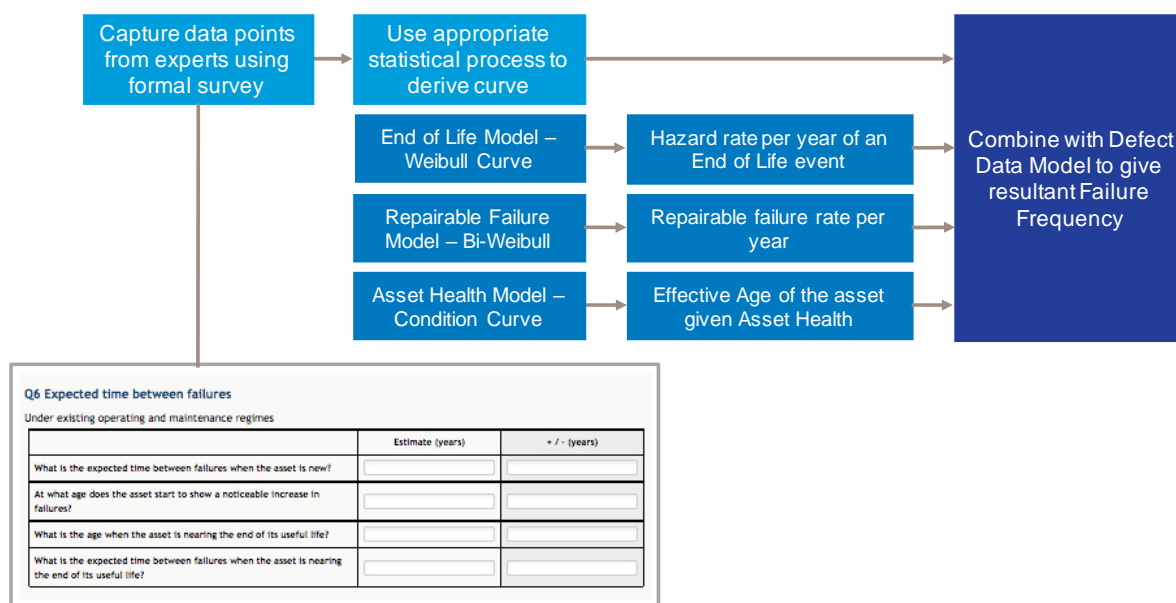 Capture data points
from experts using
formal survey
Use appropriate
statistical process to
derive curve
End of Life Model –
Weibull Curve
Hazard rate per year of an
End of Life event
Repairable Failure
Model – Bi-Weibull
Repairable failure rate per
year
Asset Health Model –
Condition Curve
Effective Age of the asset
given Asset Health
Combine with Defect
Data Model to give
resultant Failure
Frequency
Q6 Expected time between failures
Under existing operating and maintenance regimes
Estimate (years)
+ / - (years)
What is the expected time between failures when the asset is new?
At what age does the asset start to show a noticeable increase in
failures?
What is the age when the asset is nearing the end of its useful life?
What is the expected time between failures when the asset is nearing
the end of its useful life?